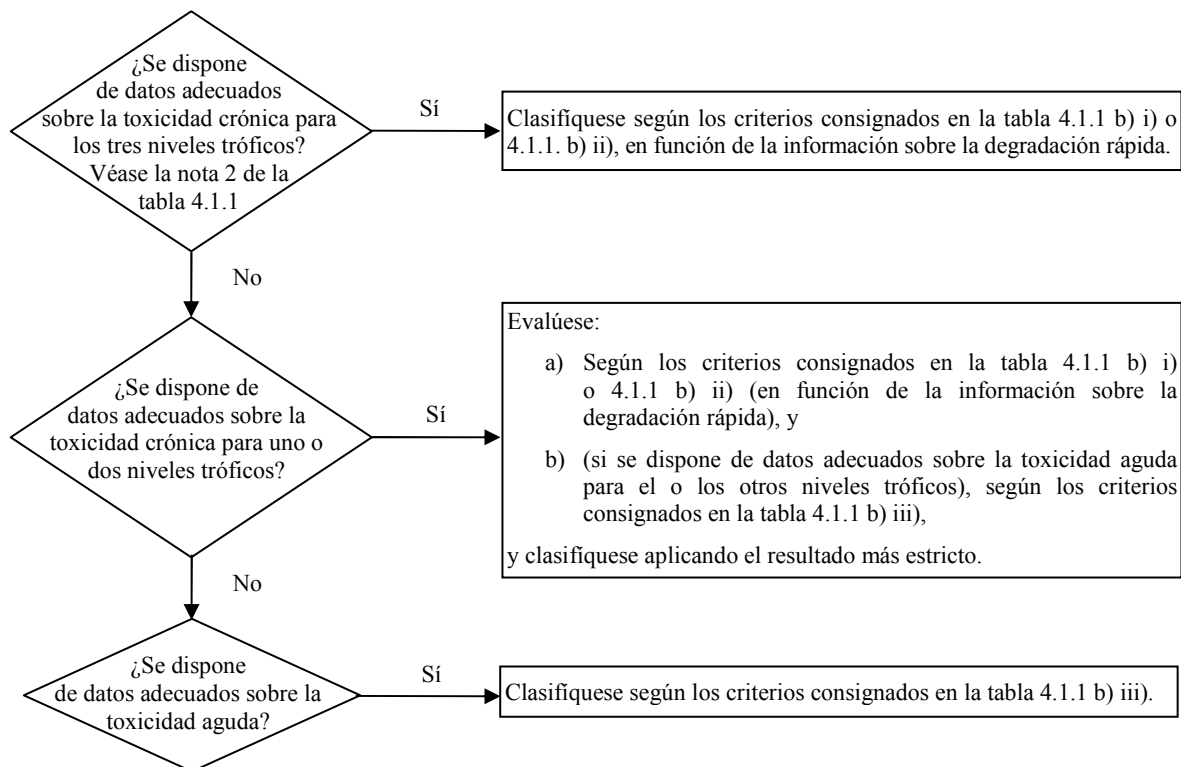 ¿Se dispone
de datos adecuados
sobre la toxicidad crónica para
los tres niveles tróficos?
Véase la nota 2 de la
tabla 4.1.1
Sí
Clasifíquese según los criterios consignados en la tabla 4.1.1 b) i) o
4.1.1. b) ii), en función de la información sobre la degradación rápida.
No
¿Se dispone de
datos adecuados sobre la
toxicidad crónica para uno o
dos niveles tróficos?
Sí
Evalúese:
a) Según los criterios consignados en la tabla 4.1.1 b) i)
o 4.1.1 b) ii) (en función de la información sobre la
degradación rápida), y
b) (si se dispone de datos adecuados sobre la toxicidad aguda
para el o los otros niveles tróficos), según los criterios
consignados en la tabla 4.1.1 b) iii),
y clasifíquese aplicando el resultado más estricto.
No
¿Se dispone
de datos adecuados sobre la
toxicidad aguda?
Sí
Clasifíquese según los criterios consignados en la tabla 4.1.1 b) iii).